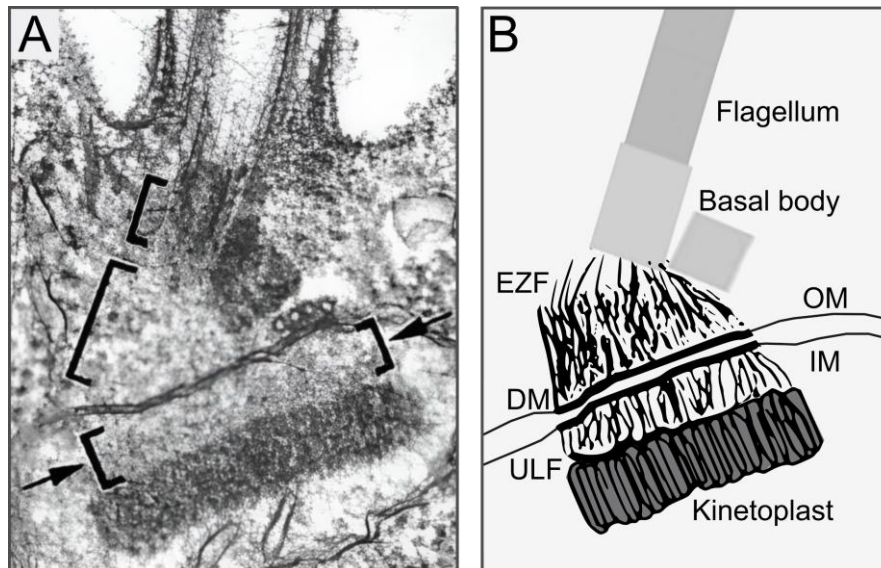 A
B
Flagellum
Basal body
EZF
OM
IM
DM
ULF
Kinetoplast